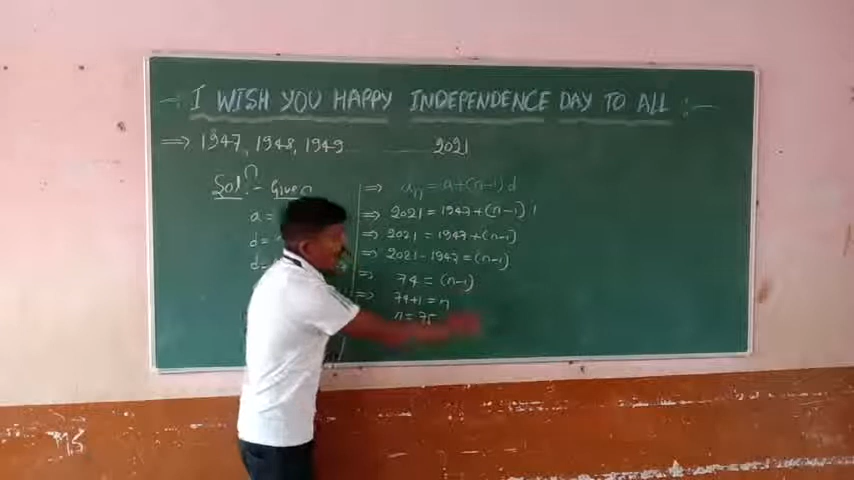 I WISH YOU HAPPY INDEPENDENCE DAY TO ALL :-
⇒ 1947, 1948, 1949 ........ 2021
Solⁿ:- Given
a =
d =
d =
⇒ aₙ = a+(n-1) d
⇒ 2021 = 1947+(n-1) 1
⇒ 2021 = 1947+(n-1)
⇒ 2021-1947 = (n-1)
⇒ 74 = (n-1)
⇒ 74+1 = n
n = 75